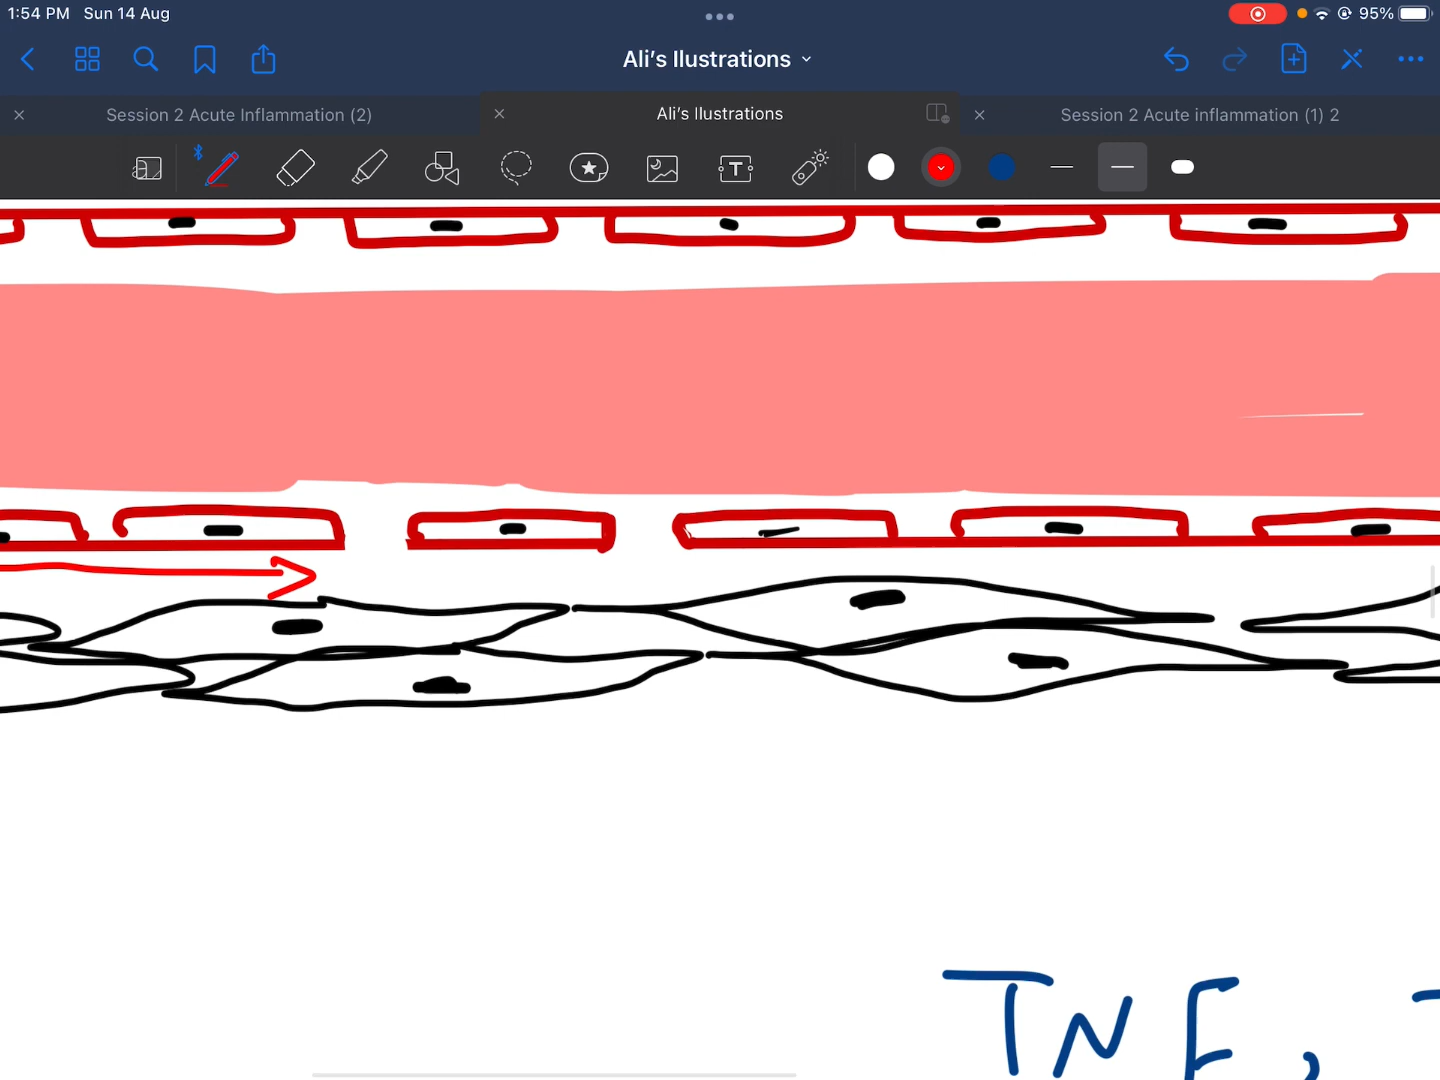 1:54 PM Sun 14 Aug
95%
Ali's Ilustrations
Session 2 Acute Inflammation (2)
Ali's Ilustrations
Session 2 Acute inflammation (1) 2
TNF,